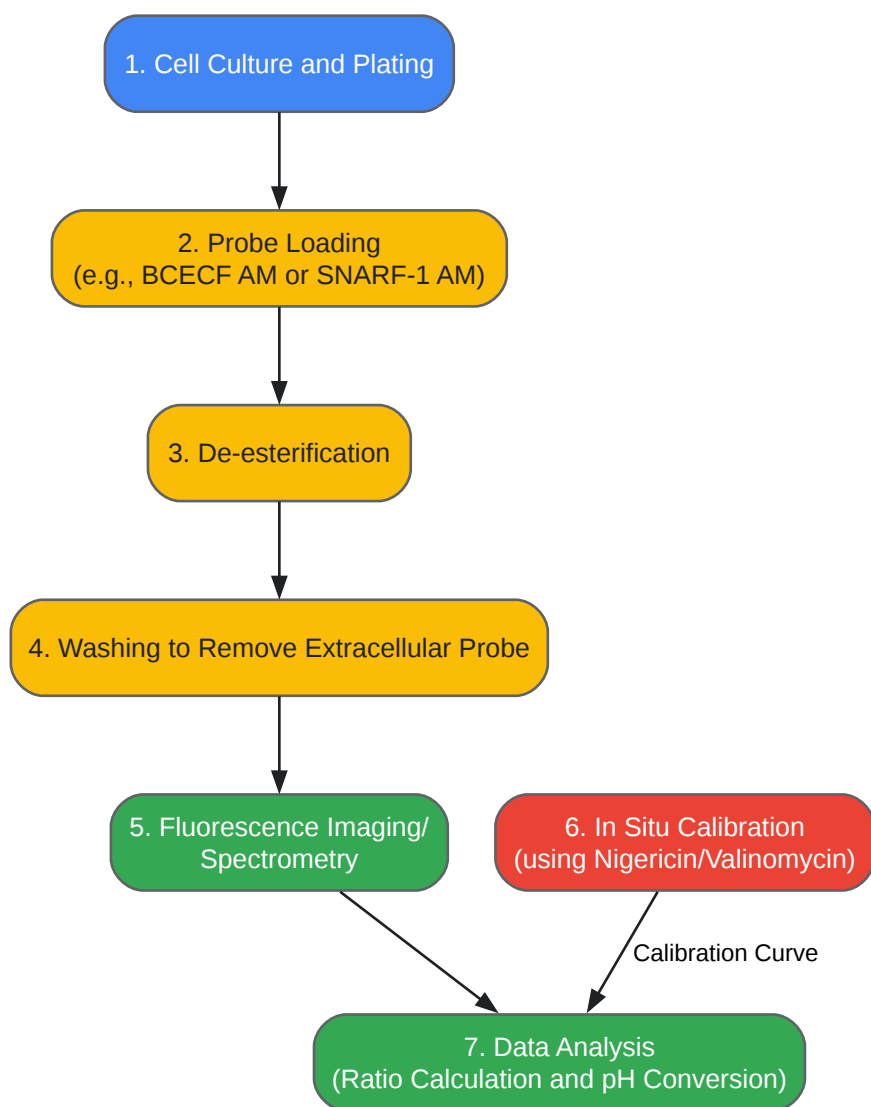 1. Cell Culture and Plating
2. Probe Loading
(e.g., BCECF AM or SNARF-1 AM)
3. De-esterification
4. Washing to Remove Extracellular Probe
5. Fluorescence Imaging/
Spectrometry
6. In Situ Calibration
(using Nigericin/Valinomycin)
Calibration Curve
7. Data Analysis
(Ratio Calculation and pH Conversion)